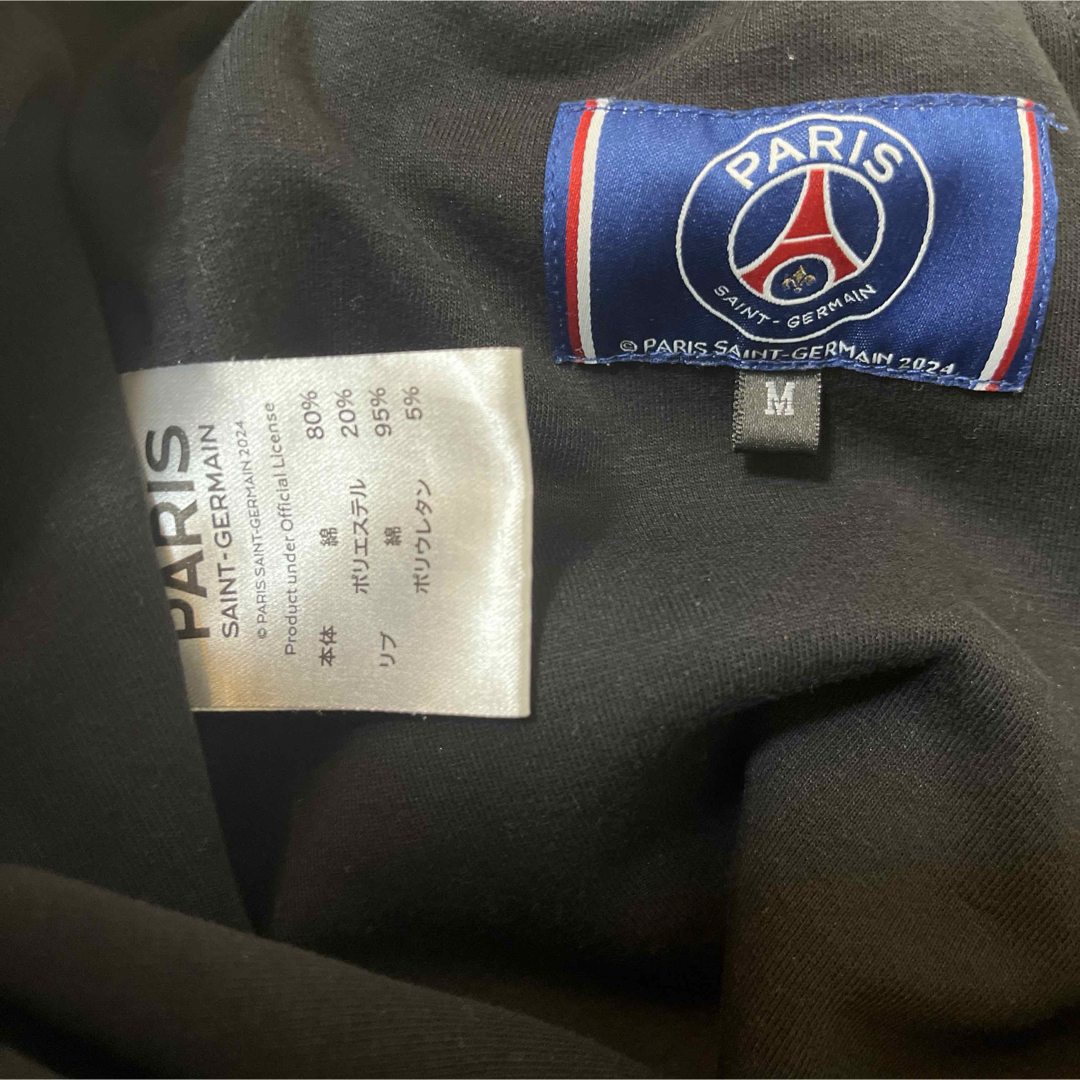 PARIS
SAINT-GERMAIN
© PARIS SAINT-GERMAIN 2024
M
PARIS
SAINT-GERMAIN
© PARIS SAINT-GERMAIN 2024
Product under Official License
本体 綿 80%
ポリエステル 20%
リブ 綿 95%
ポリウレタン 5%